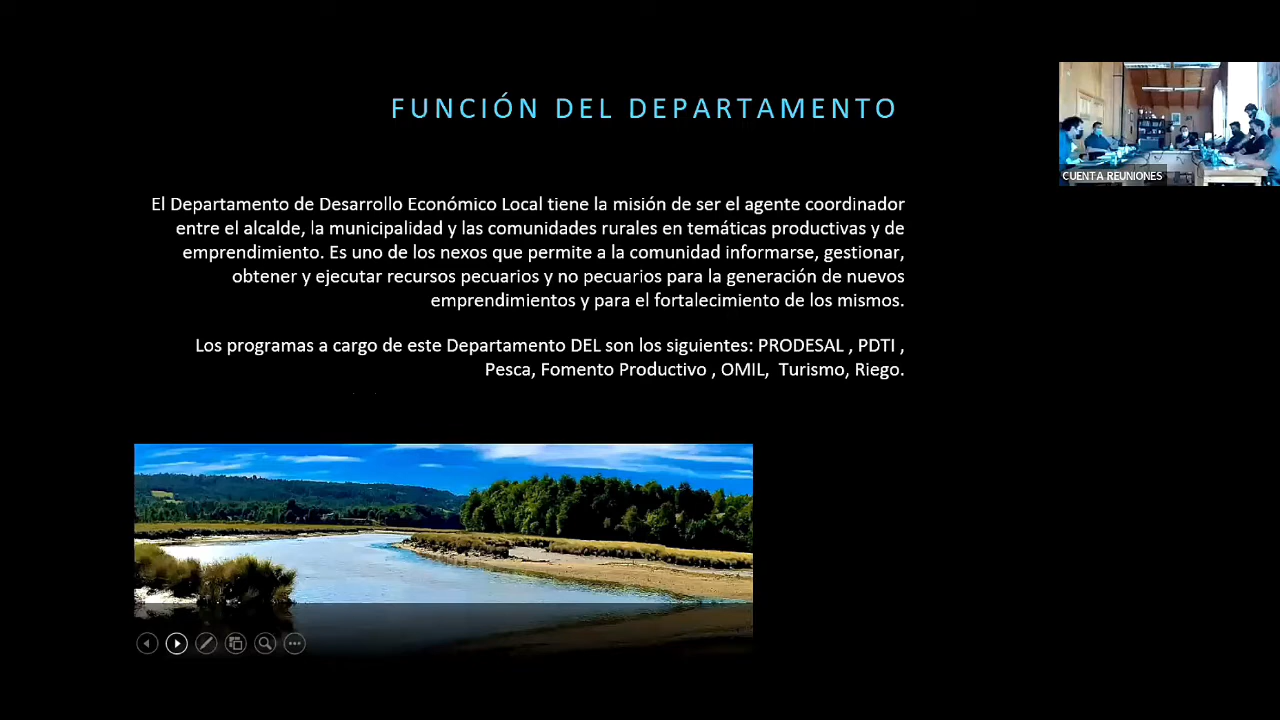 FUNCIÓN DEL DEPARTAMENTO
CUENTA REUNIONES
El Departamento de Desarrollo Económico Local tiene la misión de ser el agente coordinador
entre el alcalde, la municipalidad y las comunidades rurales en temáticas productivas y de
emprendimiento. Es uno de los nexos que permite a la comunidad informarse, gestionar,
obtener y ejecutar recursos pecuarios y no pecuarios para la generación de nuevos
emprendimientos y para el fortalecimiento de los mismos.
Los programas a cargo de este Departamento DEL son los siguientes: PRODESAL , PDTI ,
Pesca, Fomento Productivo , OMIL, Turismo, Riego.